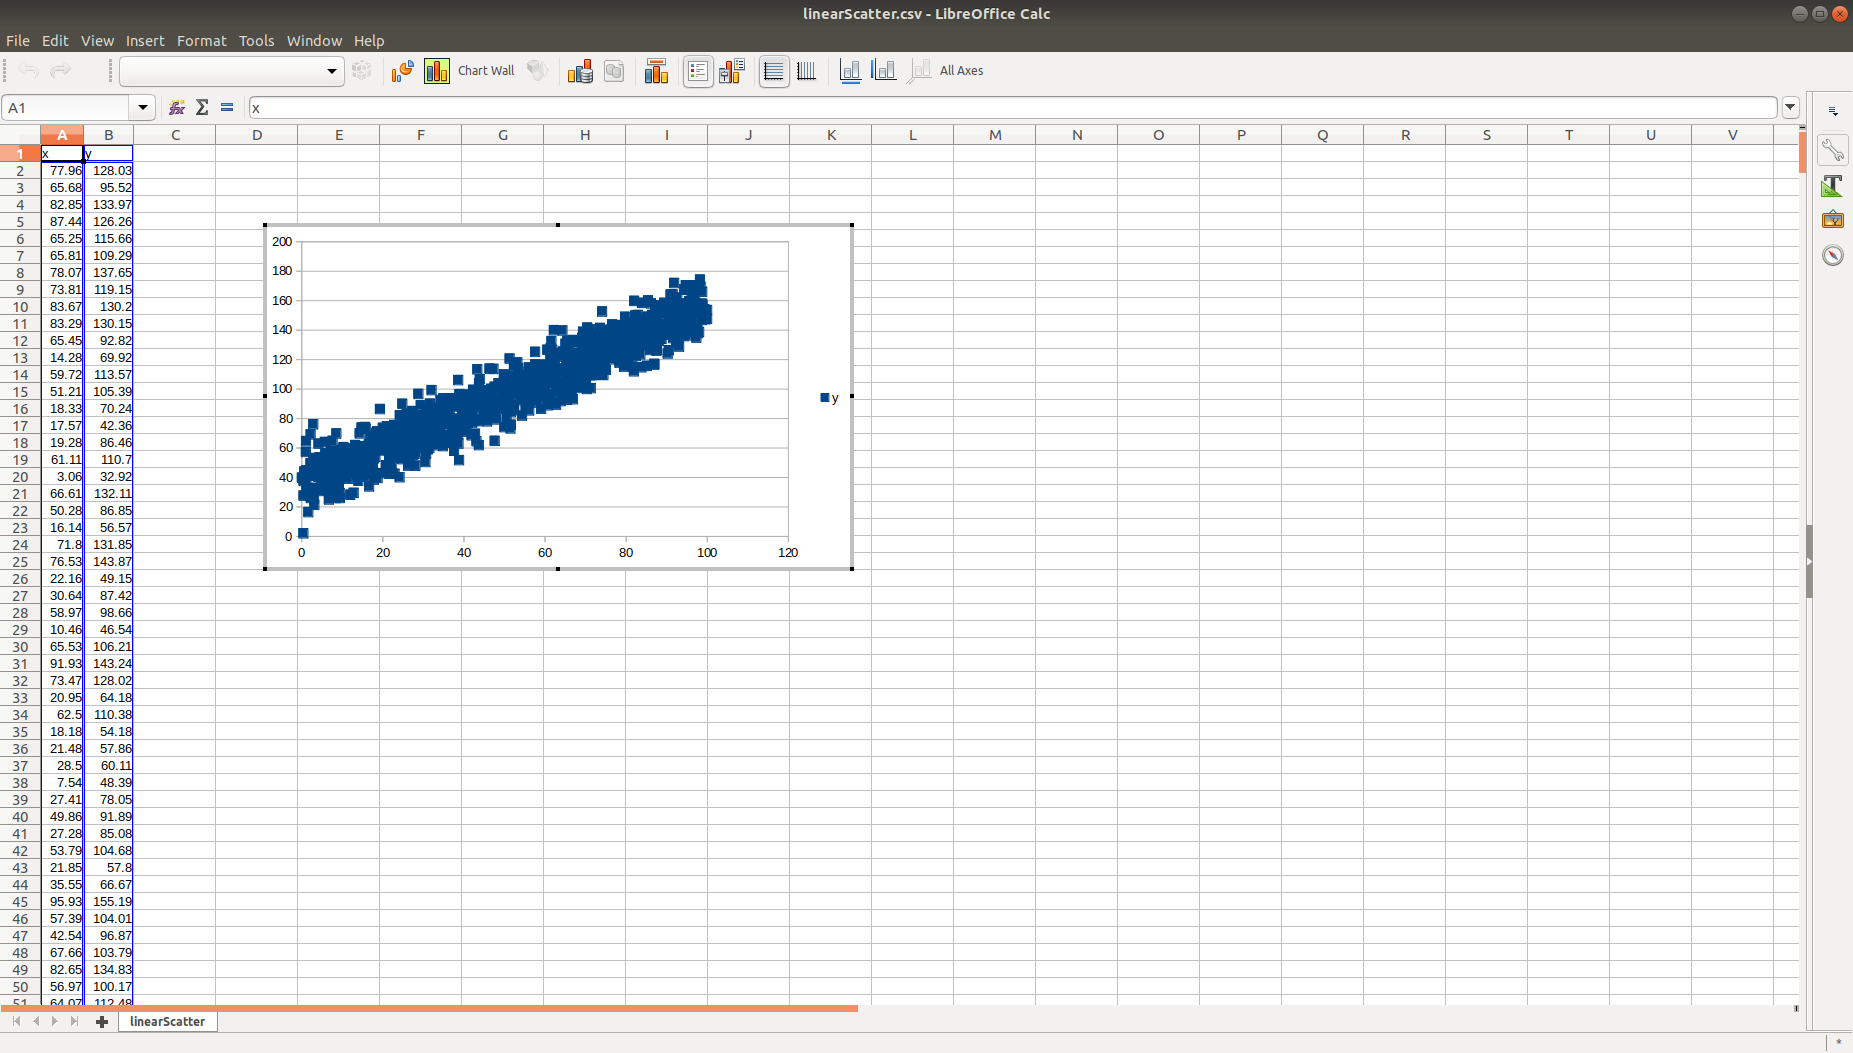 linearScatter.csv - LibreOffice Calc
File Edit View Insert Format Tools Window Help
Chart Wall All Axes
A1 x
A B C D E F G H I J K L M N O P Q R S T U V
1 x y
2 77.96 128.03
3 65.68 95.52
4 82.85 133.97
5 87.44 126.26
6 65.25 115.66
7 65.81 109.29
8 78.07 137.65
9 73.81 119.15
10 83.67 130.2
11 83.29 130.15
12 65.45 92.82
13 14.28 69.92
14 59.72 113.57
15 51.21 105.39
16 18.33 70.24
17 17.57 42.36
18 19.28 86.46
19 61.11 110.7
20 3.06 32.92
21 66.61 132.11
22 50.28 86.85
23 16.14 56.57
24 71.8 131.85
25 76.53 143.87
26 22.16 49.15
27 30.64 87.42
28 58.97 98.66
29 10.46 46.54
30 65.53 106.21
31 91.93 143.24
32 73.47 128.02
33 20.95 64.18
34 62.5 110.38
35 18.18 54.18
36 21.48 57.86
37 28.5 60.11
38 7.54 48.39
39 27.41 78.05
40 49.86 91.89
41 27.28 85.08
42 53.79 104.68
43 21.85 57.8
44 35.55 66.67
45 95.93 155.19
46 57.39 104.01
47 42.54 96.87
48 67.66 103.79
49 82.65 134.83
50 56.97 100.17
51 64.07 112.48
200
180
160
140
120
100
80
60
40
20
0
0 20 40 60 80 100 120
y
linearScatter
*